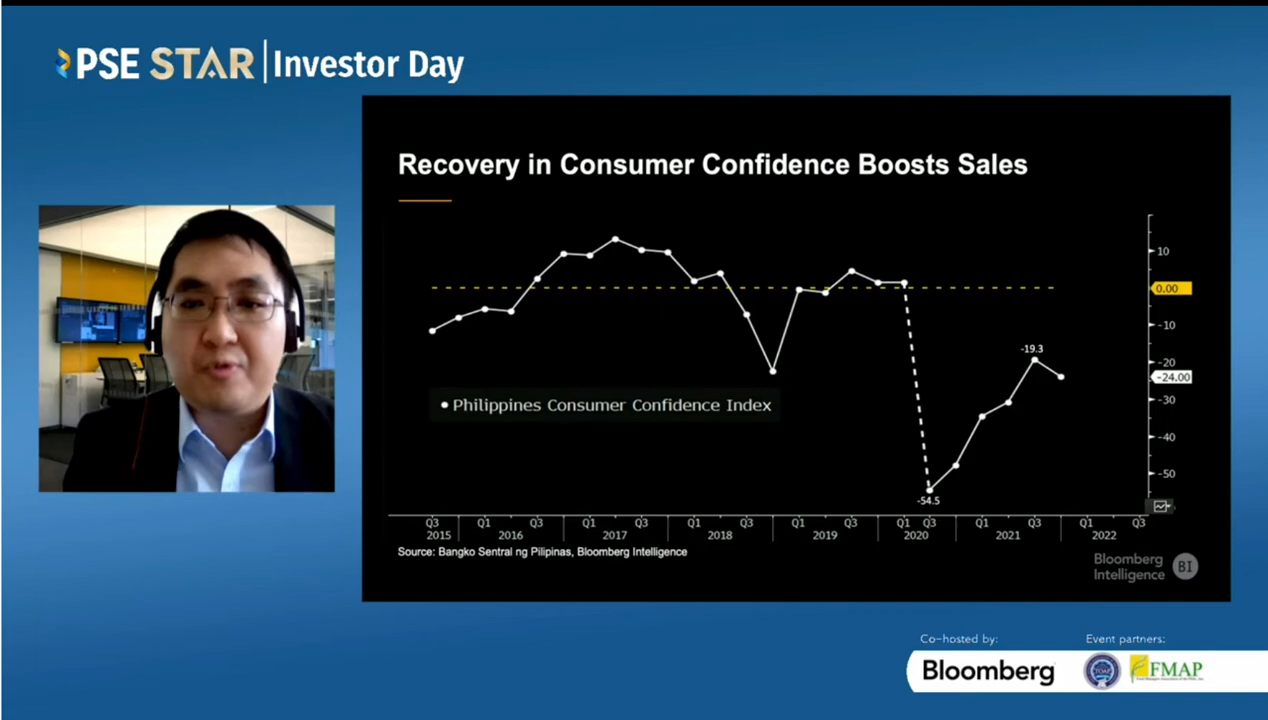 PSE STAR Investor Day
Recovery in Consumer Confidence Boosts Sales
10
0.00
-10
-20
-19.3
-24.00
-30
Philippines Consumer Confidence Index
-40
-50
-54.5
Q3 Q1 Q3 Q1 Q3 Q1 Q3 Q1 Q3 Q1 Q3 Q1 Q3 Q1 Q3
2015 2016 2017 2018 2019 2020 2021 2022
Source: Bangko Sentral ng Pilipinas, Bloomberg Intelligence
Bloomberg
Intelligence BI
Co-hosted by:
Event partners:
Bloomberg
FMAP